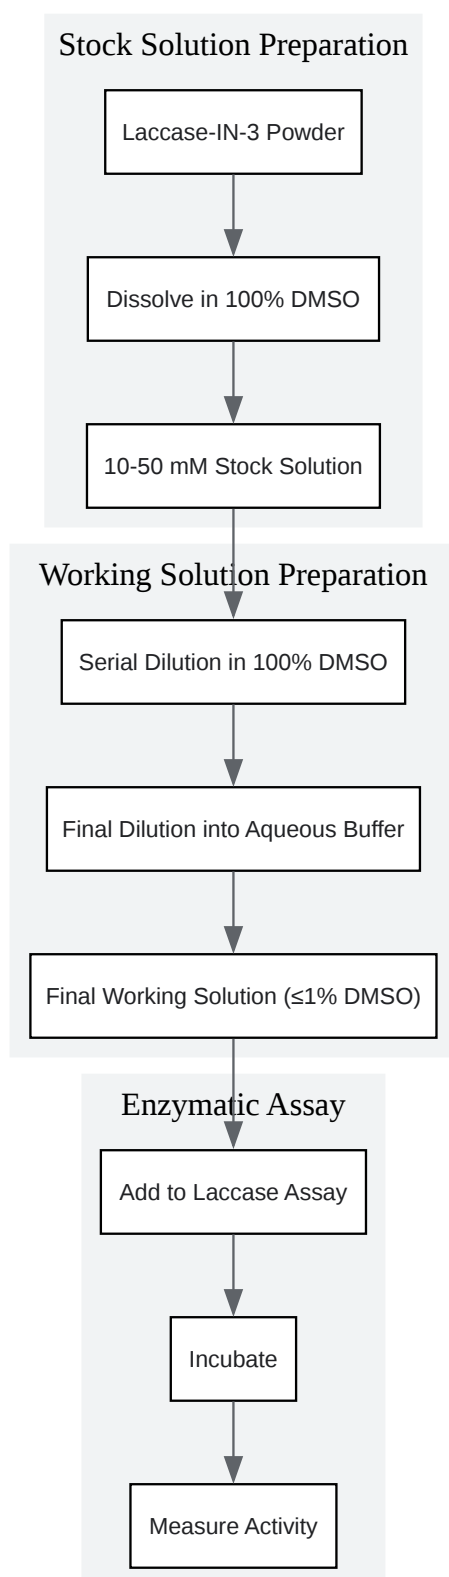 Stock Solution Preparation
Laccase-IN-3 Powder
Dissolve in 100% DMSO
10-50 mM Stock Solution
Working Solution Preparation
Serial Dilution in 100% DMSO
Final Dilution into Aqueous Buffer
Final Working Solution (≤1% DMSO)
Enzymatic Assay
Add to Laccase Assay
Incubate
Measure Activity